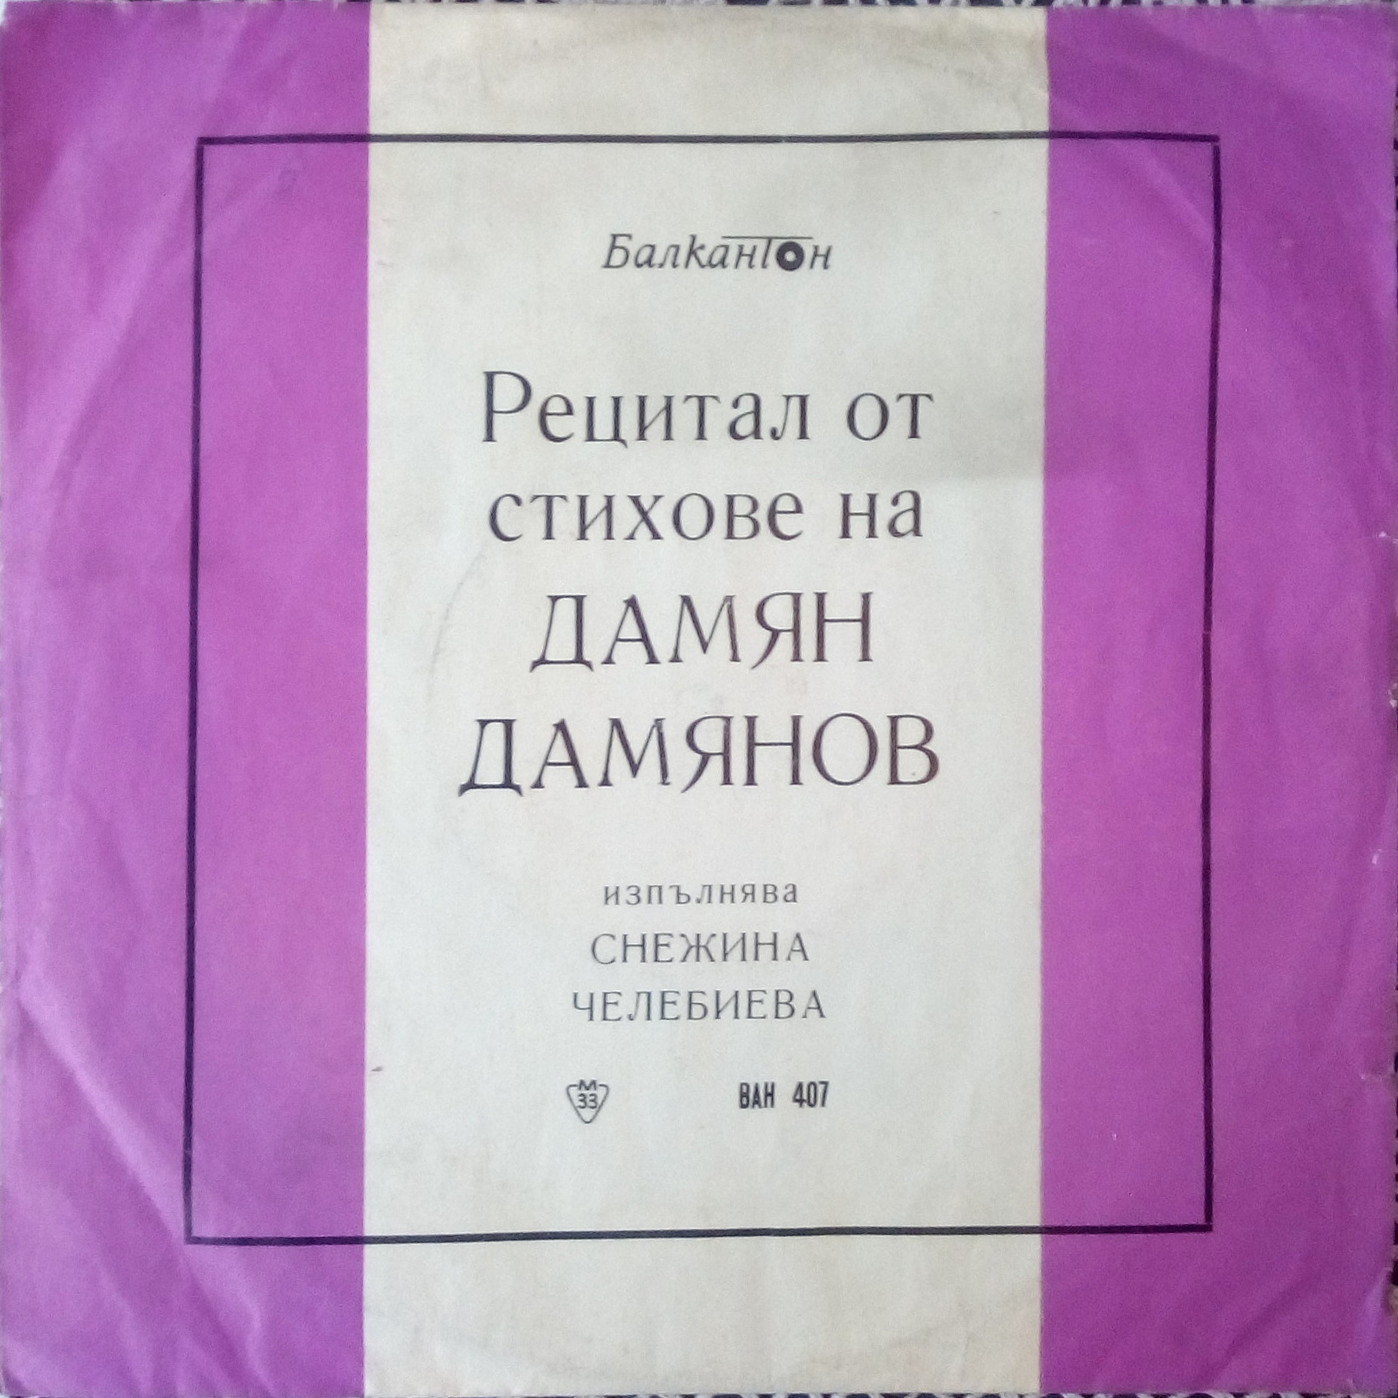 Балкантон
Рецитал от
стихове на
ДАМЯН
ДАМЯНОВ
изпълнява
СНЕЖИНА
ЧЕЛЕБИЕВА
М
33
ВАН 407